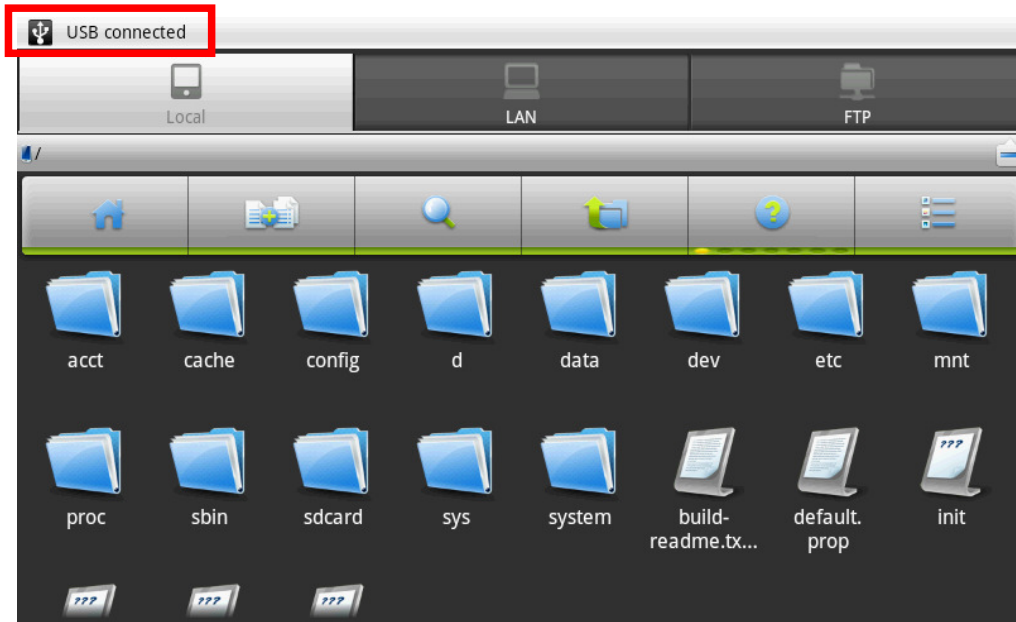 USB connected
Local LAN FTP
/
acct cache config d data dev etc mnt
proc sbin sdcard sys system build-readme.tx... default.prop init
??? ??? ???